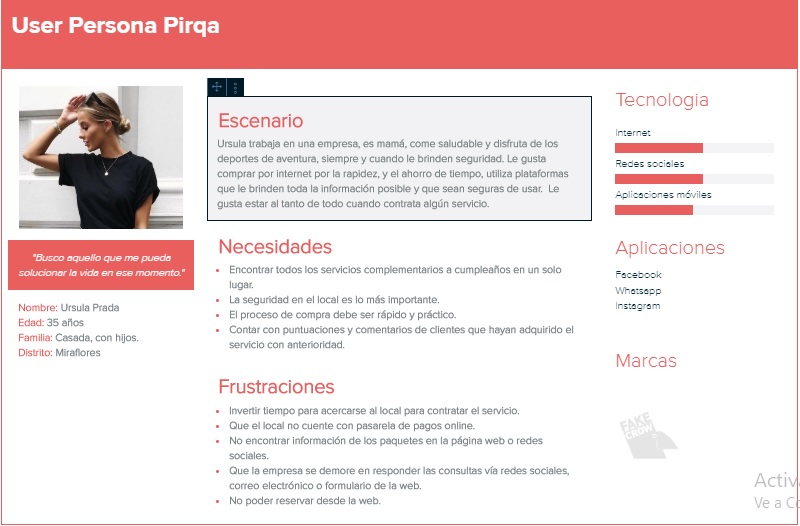 User Persona Pirqa
"Busco aquello que me pueda
solucionar la vida en ese momento."
Nombre: Ursula Prada
Edad: 35 años
Familia: Casada, con hijos.
Distrito: Miraflores
Escenario
Ursula trabaja en una empresa, es mamá, come saludable y disfruta de los
deportes de aventura, siempre y cuando le brinden seguridad. Le gusta
comprar por internet por la rapidez, y el ahorro de tiempo, utiliza plataformas
que le brinden toda la información posible y que sean seguras de usar. Le
gusta estar al tanto de todo cuando contrata algún servicio.
Necesidades
Encontrar todos los servicios complementarios a cumpleaños en un solo
lugar.
La seguridad en el local es lo más importante.
El proceso de compra debe ser rápido y práctico.
Contar con puntuaciones y comentarios de clientes que hayan adquirido el
servicio con anterioridad.
Frustraciones
Invertir tiempo para acercarse al local para contratar el servicio.
Que el local no cuente con pasarela de pagos online.
No encontrar información de los paquetes en la página web o redes
sociales.
Que la empresa se demore en responder las consultas vía redes sociales,
correo electrónico o formulario de la web.
No poder reservar desde la web.
Tecnologia
Internet
Redes sociales
Aplicaciones móviles
Aplicaciones
Facebook
Whatsapp
Instagram
Marcas
FAKE
CROW
Activa
Ve a Co